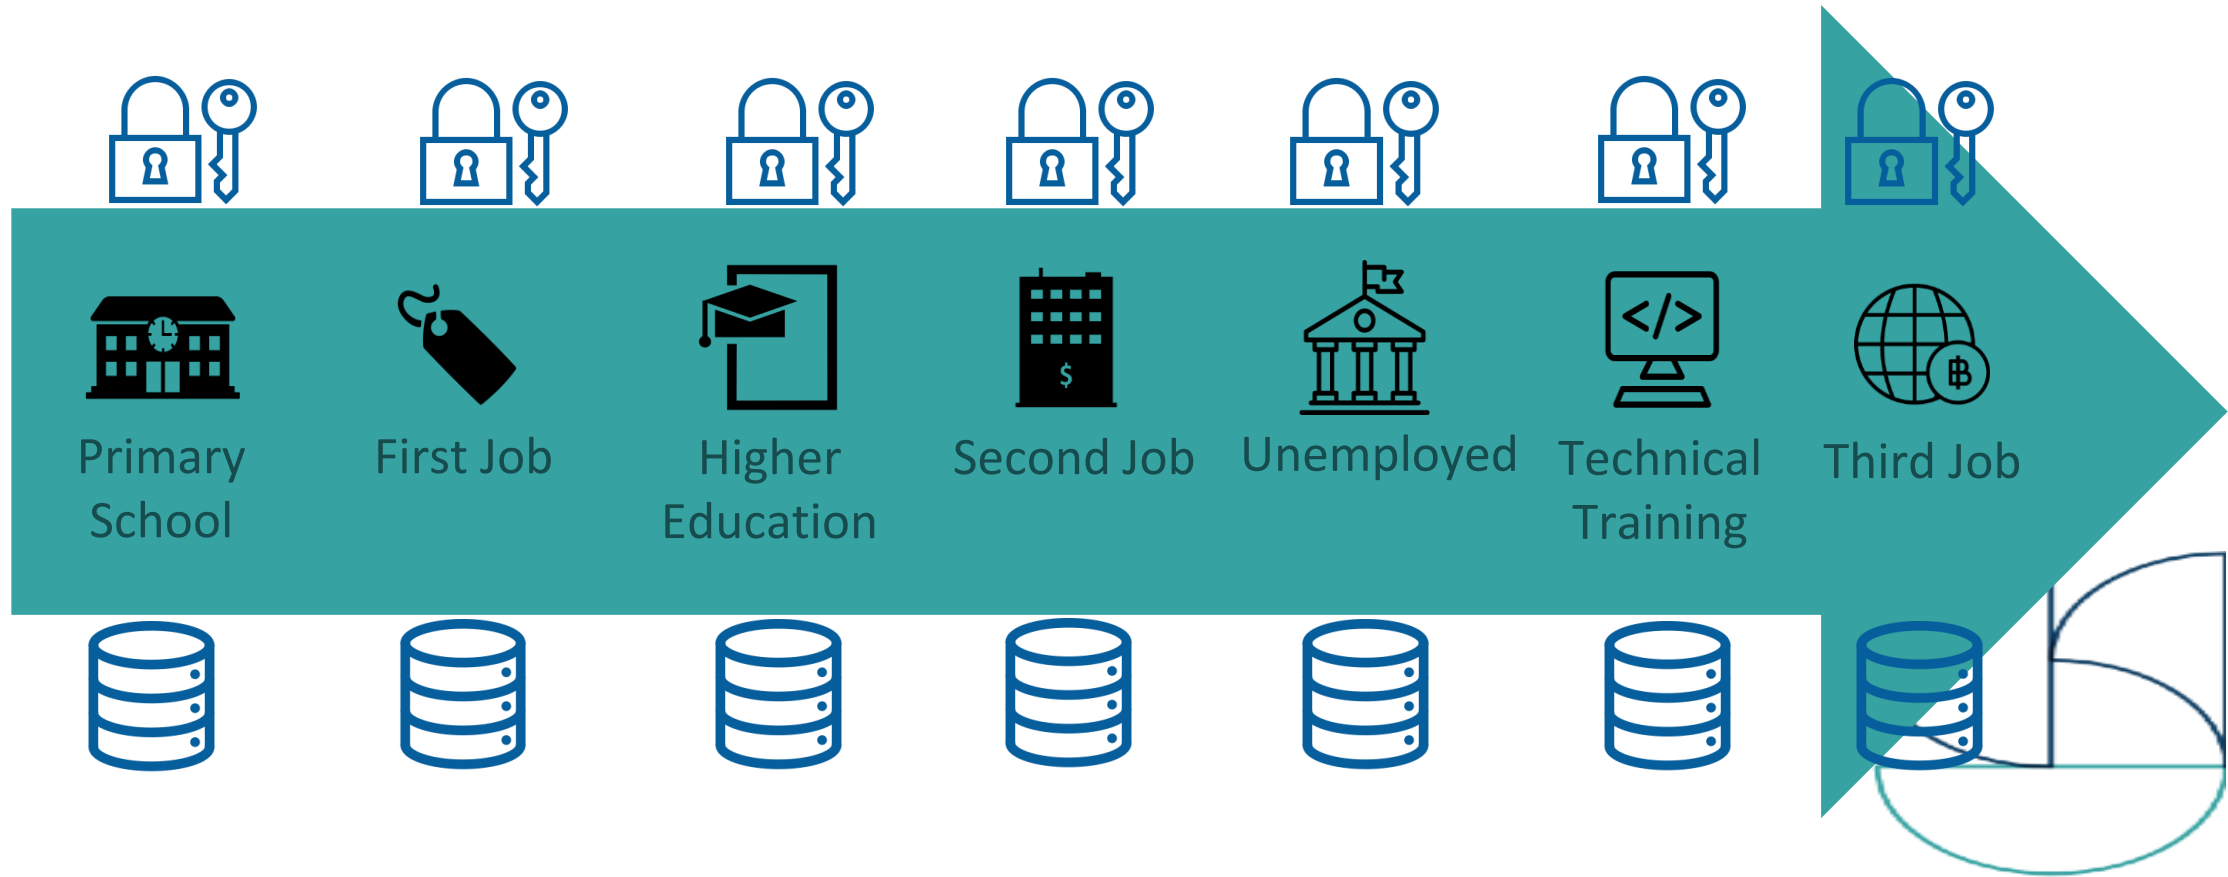 Primary
School
First Job
Higher
Education
$
Second Job
Unemployed
</>
Technical
Training
฿
Third Job